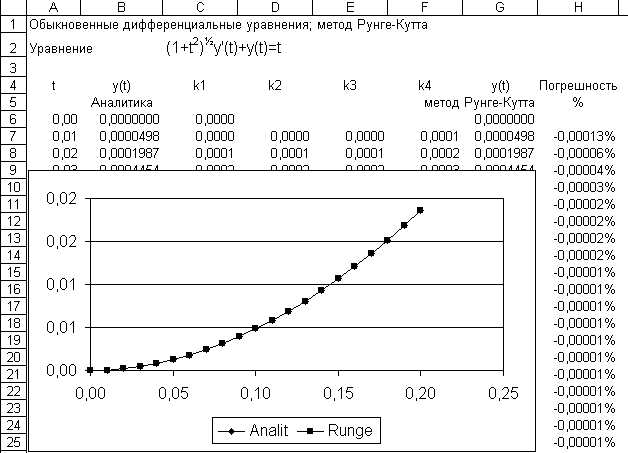 A B C D E F G H
1 Обыкновенные дифференциальные уравнения; метод Рунге-Кутта
2 Уравнение (1+t²)^½y'(t)+y(t)=t
3
4 t y(t) k1 k2 k3 k4 y(t) Погрешность
5 Аналитика метод Рунге-Кутта %
6 0,00 0,0000000 0,0000 0,0000000
7 0,01 0,0000498 0,0000 0,0000 0,0000 0,0001 0,0000498 -0,00013%
8 0,02 0,0001987 0,0001 0,0001 0,0001 0,0002 0,0001987 -0,00006%
9 0,03 0,0004454 0,0002 0,0002 0,0002 0,0003 0,0004454 -0,00004%
10 -0,00003%
11 0,02 -0,00002%
12 -0,00002%
13 0,02 -0,00002%
14 -0,00002%
15 0,01 -0,00001%
16 -0,00001%
17 -0,00001%
18 0,01 -0,00001%
19 -0,00001%
20 -0,00001%
21 0,00 -0,00001%
22 0,00 0,05 0,10 0,15 0,20 0,25 -0,00001%
23 -0,00001%
24 Analit Runge -0,00001%
25 -0,00001%